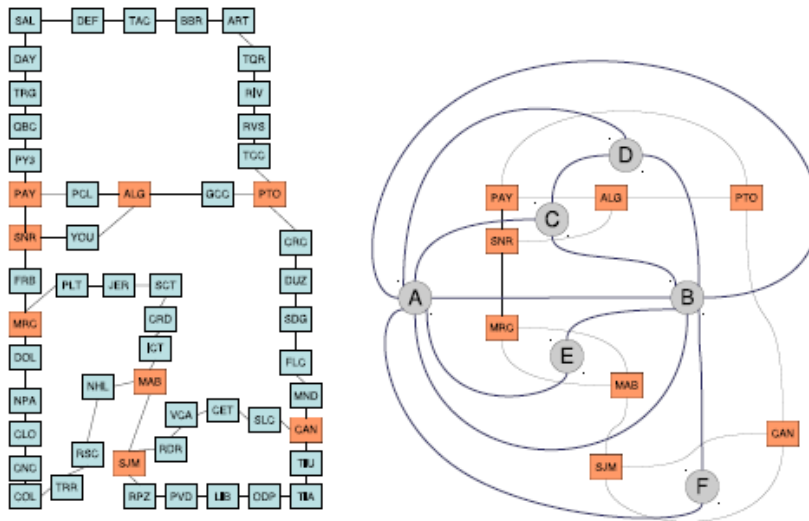 SAL DEF TAC BBR ART
DAY TQR
TRG RIV
QBC RVS
PY3 TCC
PAY PCL ALG GCC PTO
SNR YOU
CRC
FRB PLT JER SCT DUZ
MRC CRD SDG
DOL ICT FLC
NHL MAB
NPA MND
VCA CET SLC CAN
CLO
RSC SJM RDR TIU
CNC
COL TRR RPZ PVD LIB ODP TIA
D
PAY ALG PTO
C
SNR
A B
MRC
E
MAB
CAN
SJM
F